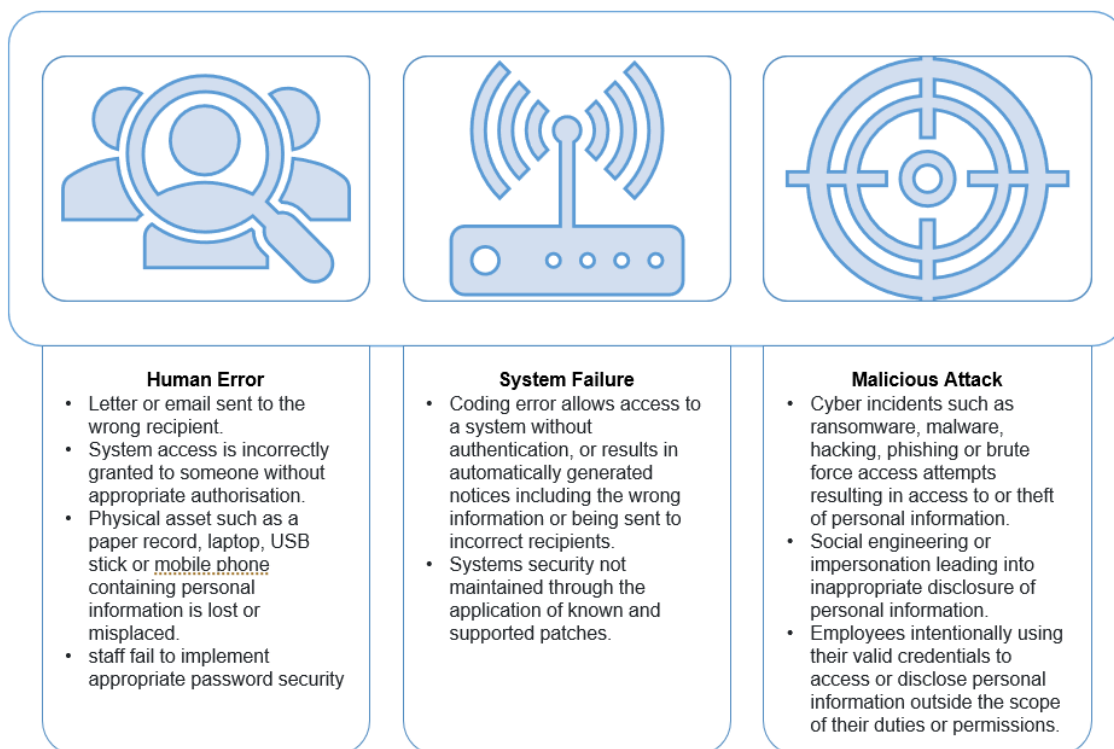 Human Error
• Letter or email sent to the
wrong recipient.
• System access is incorrectly
granted to someone without
appropriate authorisation.
• Physical asset such as a
paper record, laptop, USB
stick or mobile phone
containing personal
information is lost or
misplaced.
• staff fail to implement
appropriate password security
System Failure
• Coding error allows access to
a system without
authentication, or results in
automatically generated
notices including the wrong
information or being sent to
incorrect recipients.
• Systems security not
maintained through the
application of known and
supported patches.
Malicious Attack
• Cyber incidents such as
ransomware, malware,
hacking, phishing or brute
force access attempts
resulting in access to or theft
of personal information.
• Social engineering or
impersonation leading into
inappropriate disclosure of
personal information.
• Employees intentionally using
their valid credentials to
access or disclose personal
information outside the scope
of their duties or permissions.